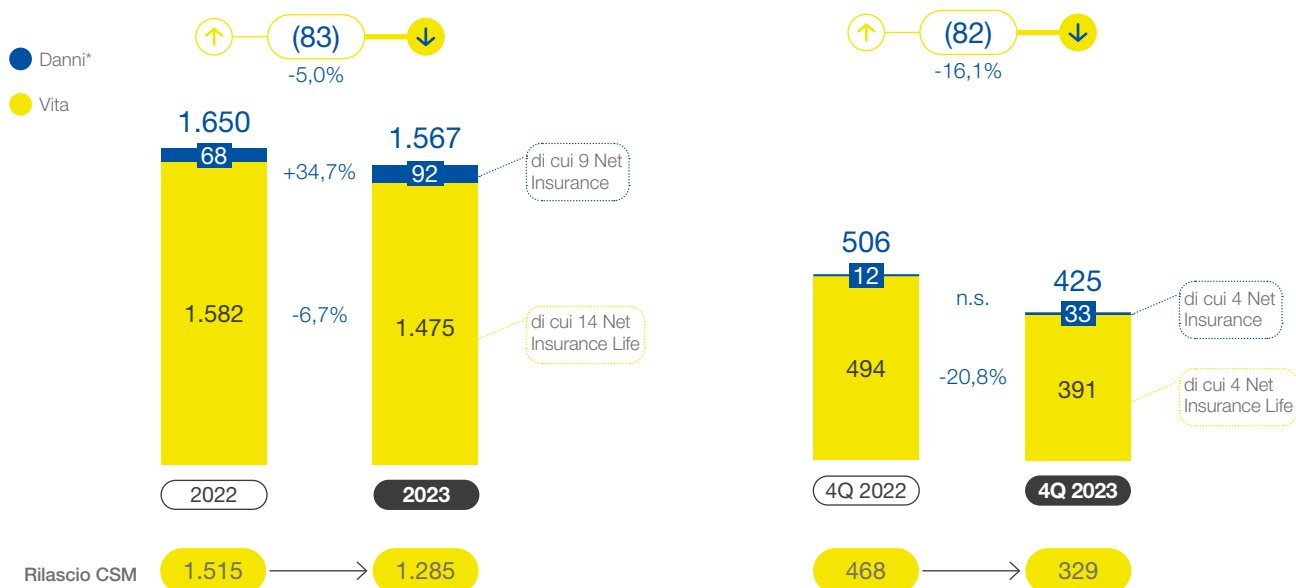 (83)
-5,0%
(82)
-16,1%
Danni*
Vita
1.650
68
+34,7%
1.567
92
di cui 9 Net
Insurance
1.582
-6,7%
1.475
di cui 14 Net
Insurance Life
2022
2023
506
12
n.s.
425
33
di cui 4 Net
Insurance
494
-20,8%
391
di cui 4 Net
Insurance Life
4Q 2022
4Q 2023
Rilascio CSM
1.515
1.285
468
329